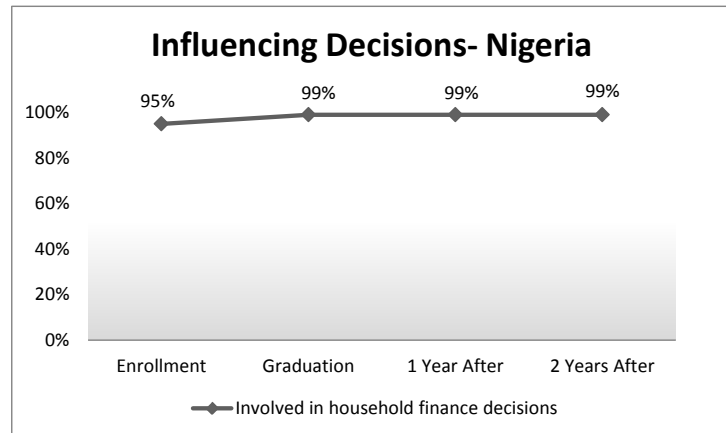 Influencing Decisions- Nigeria
95%
99%
99%
99%
100%
80%
60%
40%
20%
0%
Enrollment
Graduation
1 Year After
2 Years After
Involved in household finance decisions